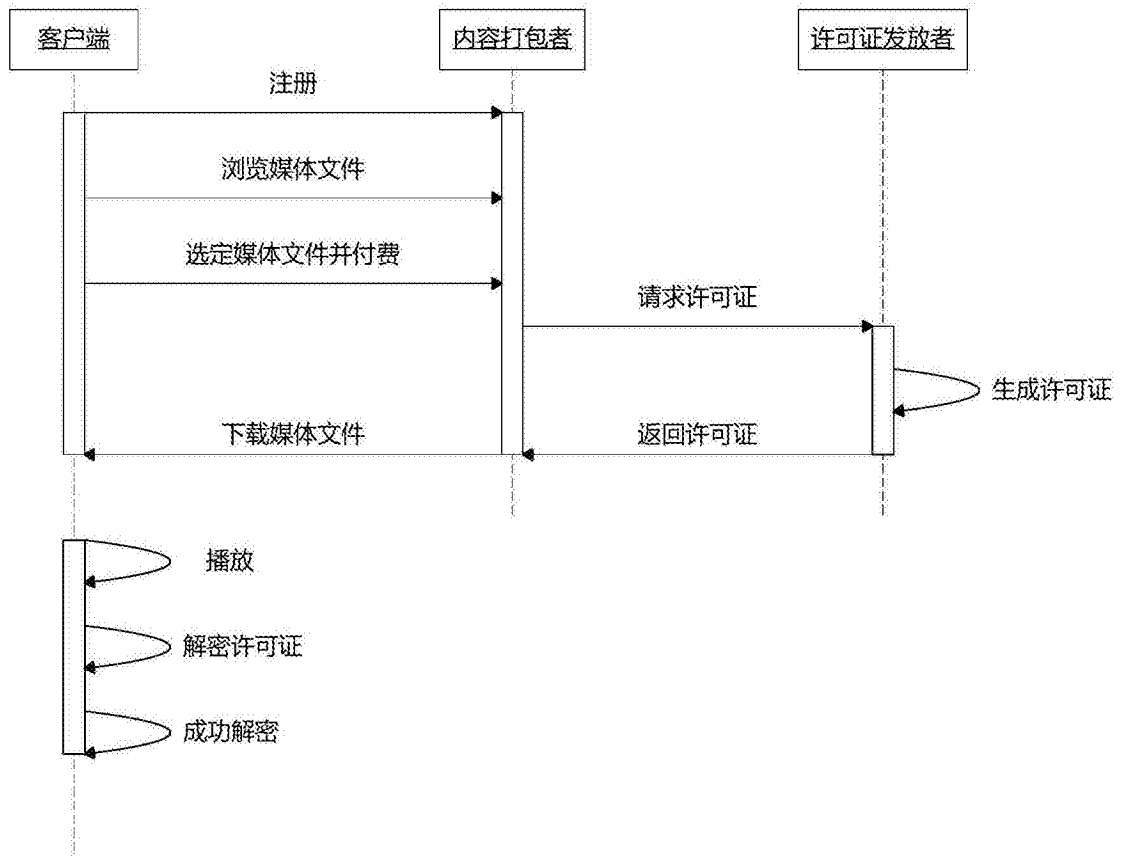 客户端
内容打包者
许可证发放者
注册
浏览媒体文件
选定媒体文件并付费
请求许可证
生成许可证
下载媒体文件
返回许可证
播放
解密许可证
成功解密